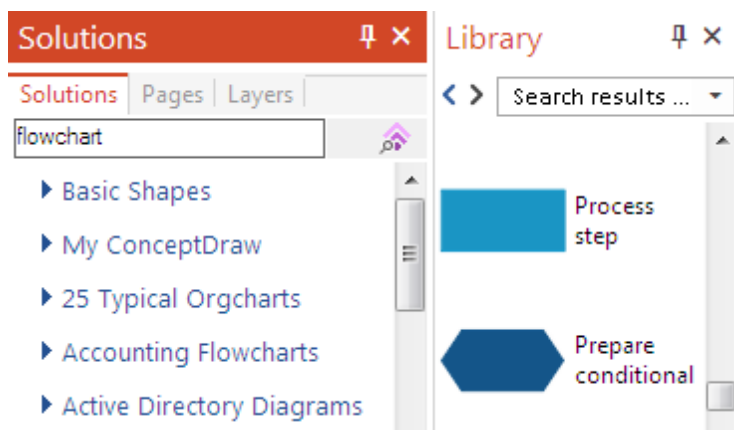 Solutions
Solutions Pages Layers
flowchart
Basic Shapes
My ConceptDraw
25 Typical Orgcharts
Accounting Flowcharts
Active Directory Diagrams
Library
Search results ...
Process
step
Prepare
conditional